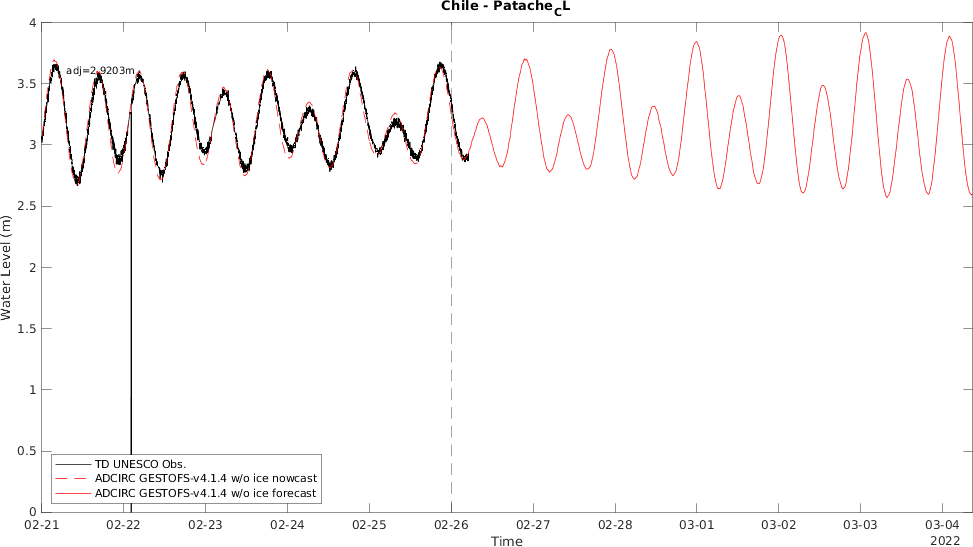 Chile - Patache_CL
4
adj=2.9203m
3.5
3
2.5
2
1.5
1
0.5
0
Water Level (m)
TD UNESCO Obs.
ADCIRC GESTOFS-v4.1.4 w/o ice nowcast
ADCIRC GESTOFS-v4.1.4 w/o ice forecast
02-21 02-22 02-23 02-24 02-25 02-26 02-27 02-28 03-01 03-02 03-03 03-04
Time
2022